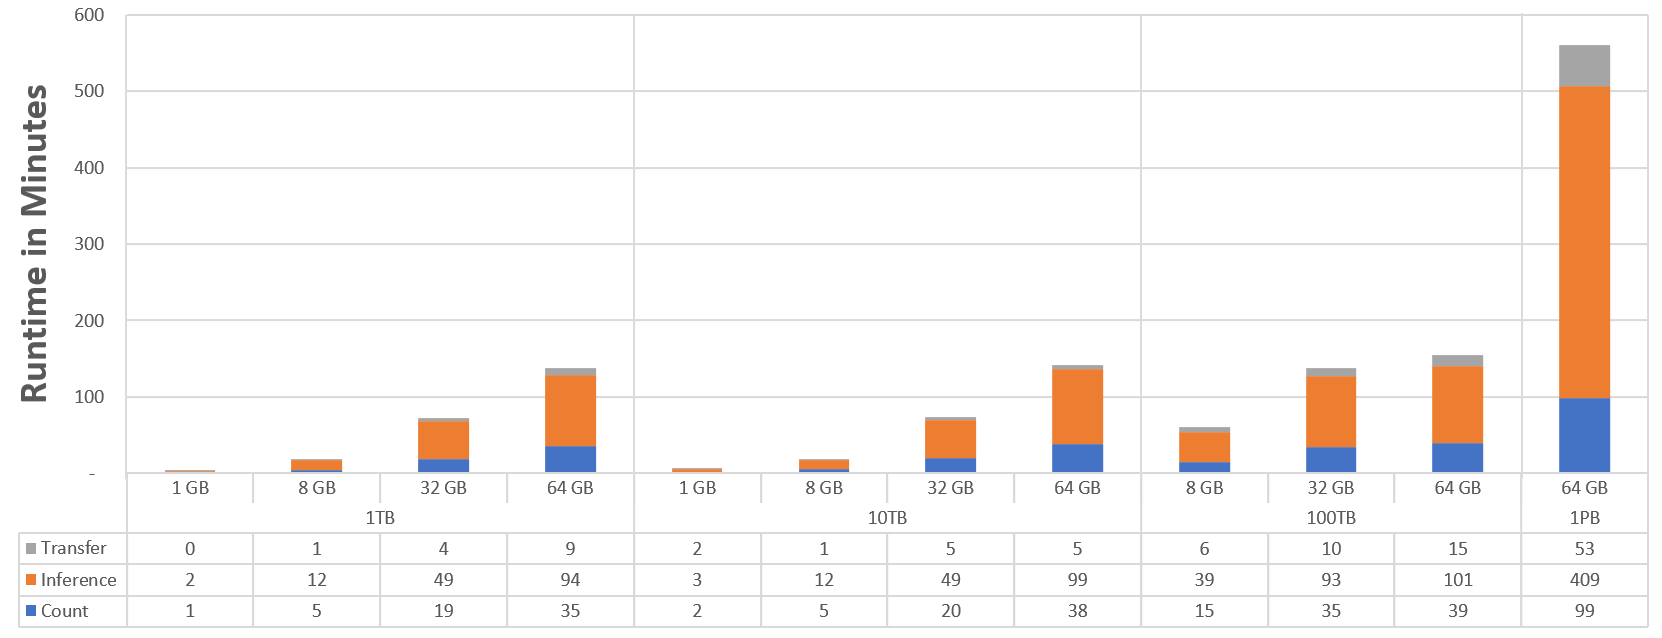 600
500
400
300
200
100
-
Runtime in Minutes
1 GB 8 GB 32 GB 64 GB 1 GB 8 GB 32 GB 64 GB 8 GB 32 GB 64 GB 64 GB
1TB 10TB 100TB 1PB
Transfer 0 1 4 9 2 1 5 5 6 10 15 53
Inference 2 12 49 94 3 12 49 99 39 93 101 409
Count 1 5 19 35 2 5 20 38 15 35 39 99